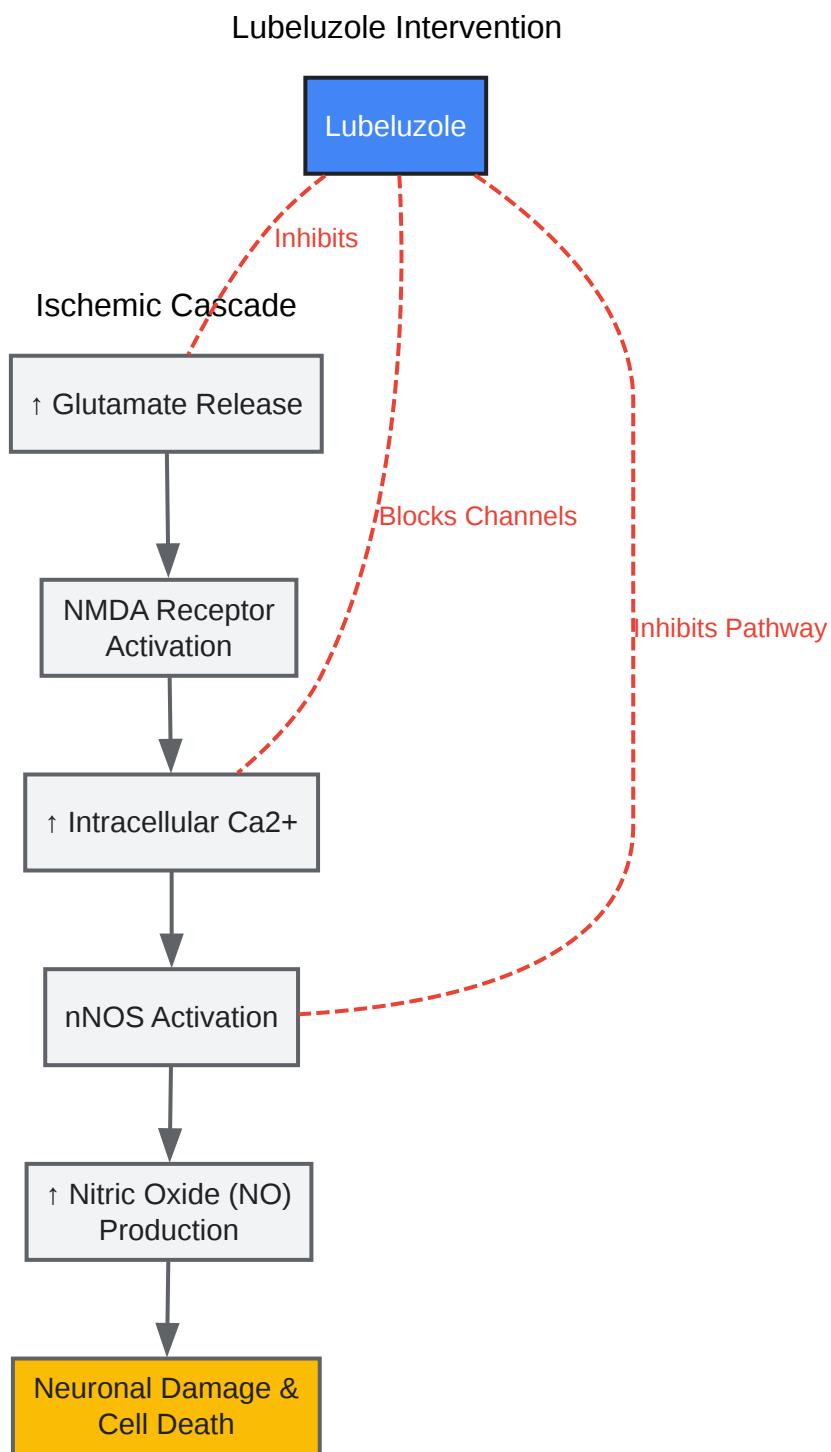 Lubeluzole Intervention
Lubeluzole
Inhibits
Ischemic Cascade
↑ Glutamate Release
Blocks Channels
NMDA Receptor
Activation
Inhibits Pathway
↑ Intracellular Ca2+
nNOS Activation
↑ Nitric Oxide (NO)
Production
Neuronal Damage &
Cell Death